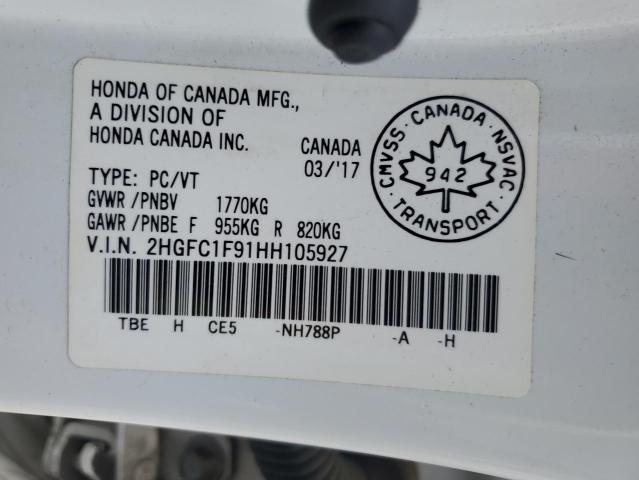 HONDA OF CANADA MFG.,
A DIVISION OF
HONDA CANADA INC.
CANADA
03/'17
TYPE: PC/VT
GVWR /PNBV 1770KG
GAWR /PNBE F 955KG R 820KG
V.I.N. 2HGFC1F91HH105927
TBE H CE5 -NH788P -A -H
CMVSS · CANADA · NSVAC
942
TRANSPORT